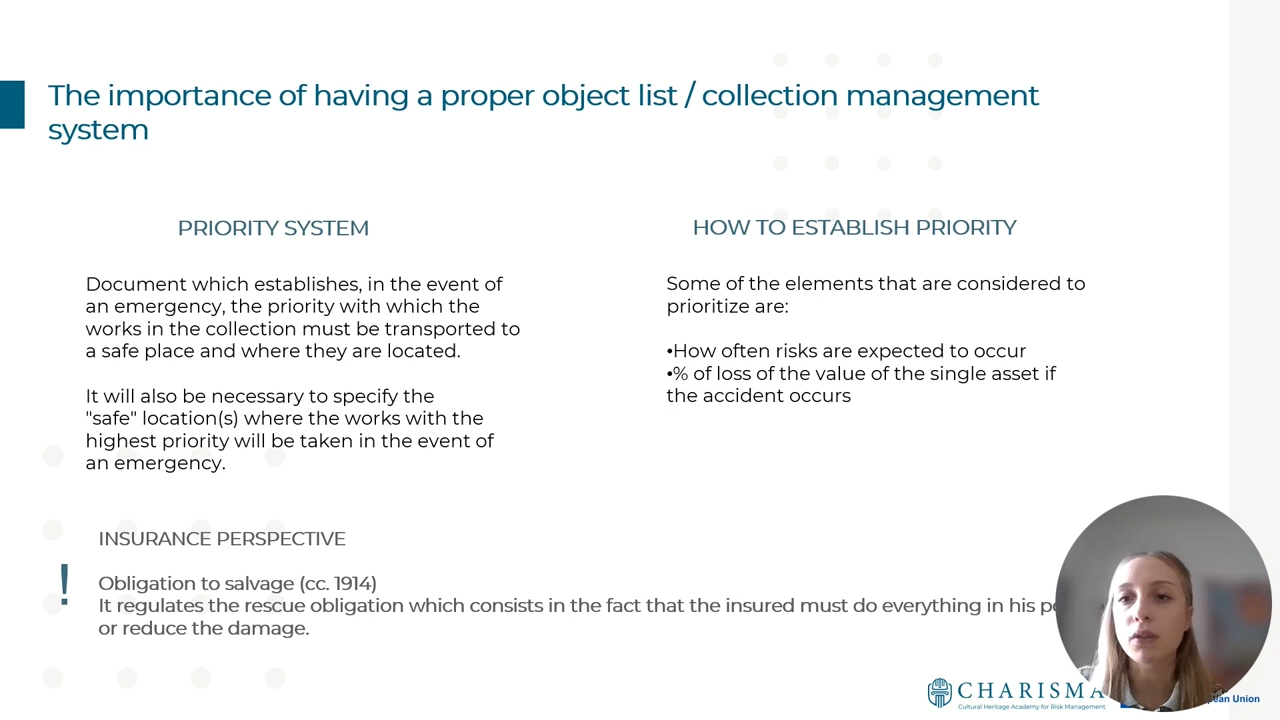 The importance of having a proper object list / collection management
system
PRIORITY SYSTEM
Document which establishes, in the event of
an emergency, the priority with which the
works in the collection must be transported to
a safe place and where they are located.
It will also be necessary to specify the
"safe" location(s) where the works with the
highest priority will be taken in the event of
an emergency.
HOW TO ESTABLISH PRIORITY
Some of the elements that are considered to
prioritize are:
•How often risks are expected to occur
•% of loss of the value of the single asset if
the accident occurs
INSURANCE PERSPECTIVE
!
Obligation to salvage (cc. 1914)
It regulates the rescue obligation which consists in the fact that the insured must do everything in his
or reduce the damage.
CHARISMA
Cultural Heritage Academy for Risk Management
Union